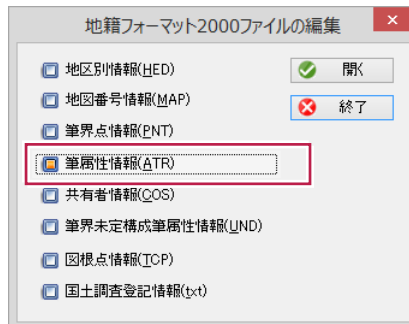 地籍フォーマット2000ファイルの編集
地区別情報(HED)
開く
地図番号情報(MAP)
終了
筆界点情報(PNT)
筆属性情報(ATR)
共有者情報(COS)
筆界未定構成筆属性情報(UND)
図根点情報(TCP)
国土調査登記情報(txt)